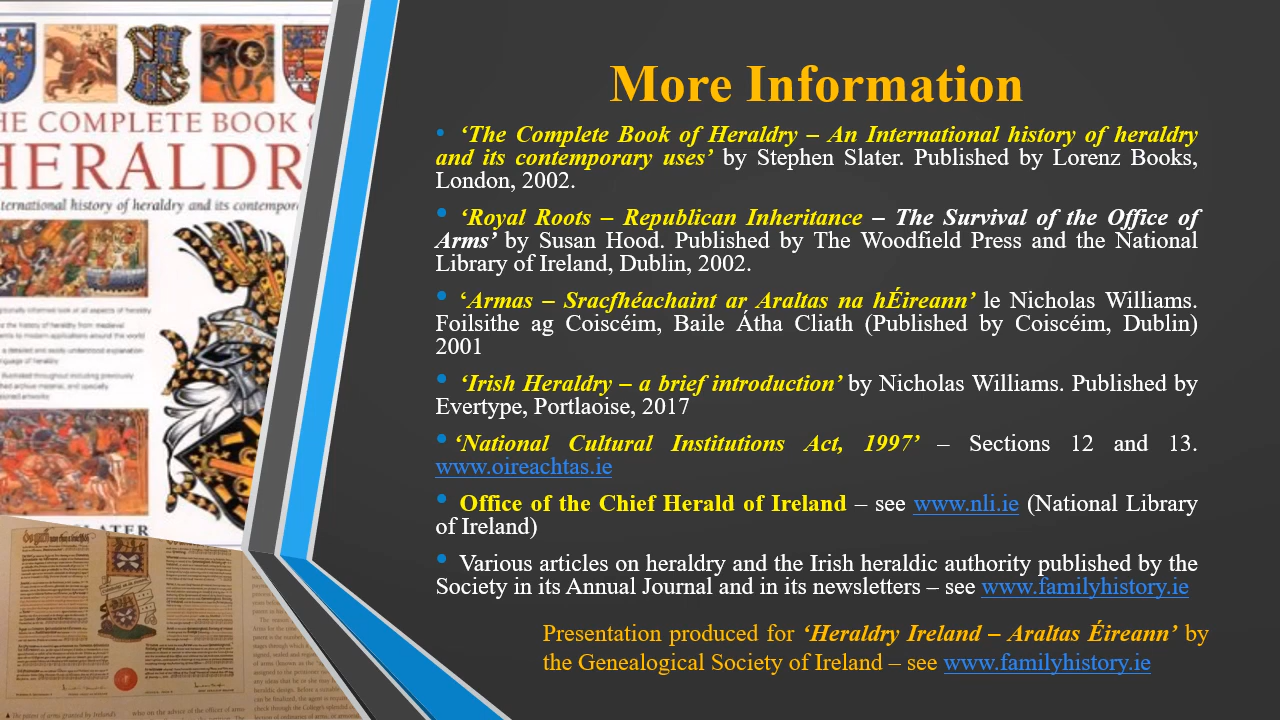 More Information
• ‘The Complete Book of Heraldry – An International history of heraldry
and its contemporary uses’ by Stephen Slater. Published by Lorenz Books,
London, 2002.
• ‘Royal Roots – Republican Inheritance – The Survival of the Office of
Arms’ by Susan Hood. Published by The Woodfield Press and the National
Library of Ireland, Dublin, 2002.
• ‘Armas – Sracfhéachaint ar Araltas na hÉireann’ le Nicholas Williams.
Foilsithe ag Coiscéim, Baile Átha Cliath (Published by Coiscéim, Dublin)
2001
• ‘Irish Heraldry – a brief introduction’ by Nicholas Williams. Published by
Evertype, Portlaoise, 2017
• ‘National Cultural Institutions Act, 1997’ – Sections 12 and 13.
www.oireachtas.ie
• Office of the Chief Herald of Ireland – see www.nli.ie (National Library
of Ireland)
• Various articles on heraldry and the Irish heraldic authority published by the
Society in its Annual Journal and in its newsletters – see www.familyhistory.ie
Presentation produced for ‘Heraldry Ireland – Araltas Éireann’ by
the Genealogical Society of Ireland – see www.familyhistory.ie
HE COMPLETE BOOK
HERALDRY
ternational history of heraldry and its contempor
LATER